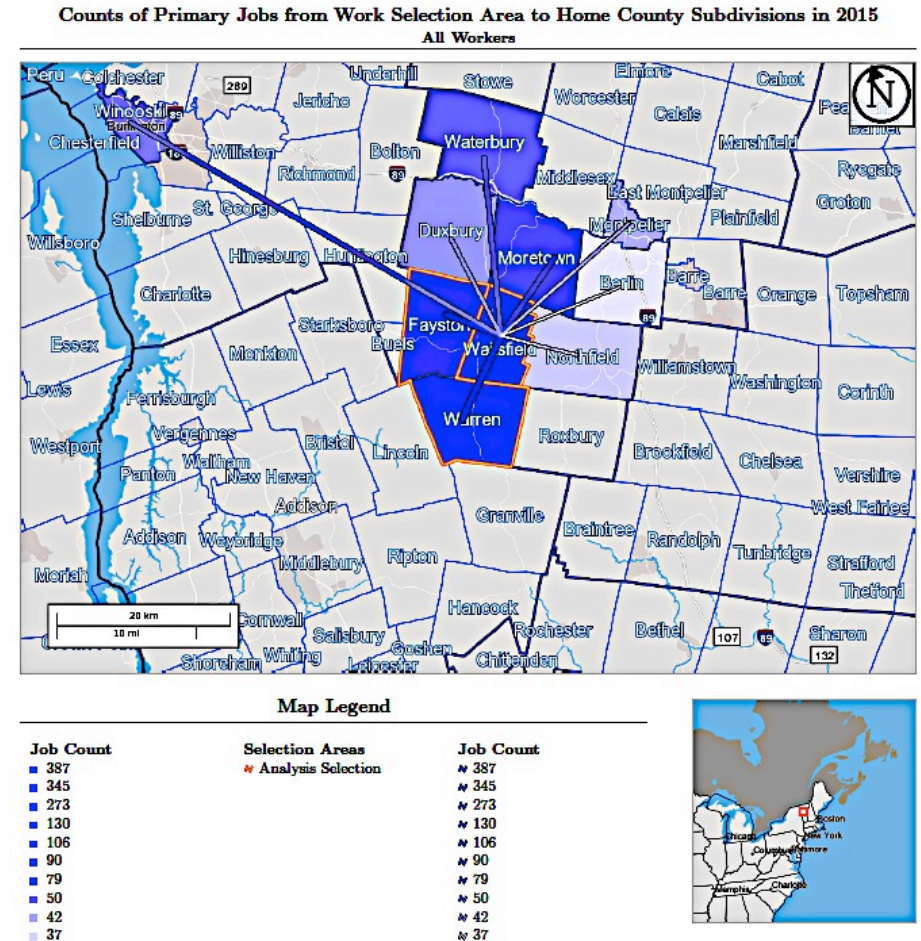 Counts of Primary Jobs from Work Selection Area to Home County Subdivisions in 2015
All Workers
Peru
Colchester
289
Underhill
Stowe
Elmore
Cabot
N
Jericho
Worcester
Calais
Winooski
89
Burlington
Chesterfield
Williston
Bolton
Waterbury
Marshfield
Barnet
Richmond
89
Middlesex
Ryegate
East Montpelier
Groton
St. George
Shelburne
Duxbury
Montpelier
Plainfield
Willsboro
Hinesburg
Huntington
Moretown
Charlotte
Berlin
Barre
Barre
Orange
Topsham
89
Starksboro
Fayston
Essex
Buels
Waitsfield
Monkton
Northfield
Williamstown
Washington
Lewis
Corinth
Ferrisburgh
Warren
Westport
Vergennes
Bristol
Lincoln
Roxbury
Brookfield
Chelsea
Waltham
Panton
New Haven
Vershire
Addison
West Fairlee
Granville
Braintree
Addison
Weybridge
Randolph
Tunbridge
Middlebury
Ripton
Strafford
Moriah
Thetford
20 km
10 mi
Hancock
Cornwall
Salisbury
Rochester
Bethel
107
89
Sharon
Goshen
132
Shoreham
Whiting
Leicester
Chittenden
Map Legend
Job Count
387
345
273
130
106
90
79
50
42
37
Selection Areas
Analysis Selection
Job Count
387
345
273
130
106
90
79
50
42
37
Boston
Chicago
New York
Columbus
Memphis
Charlotte